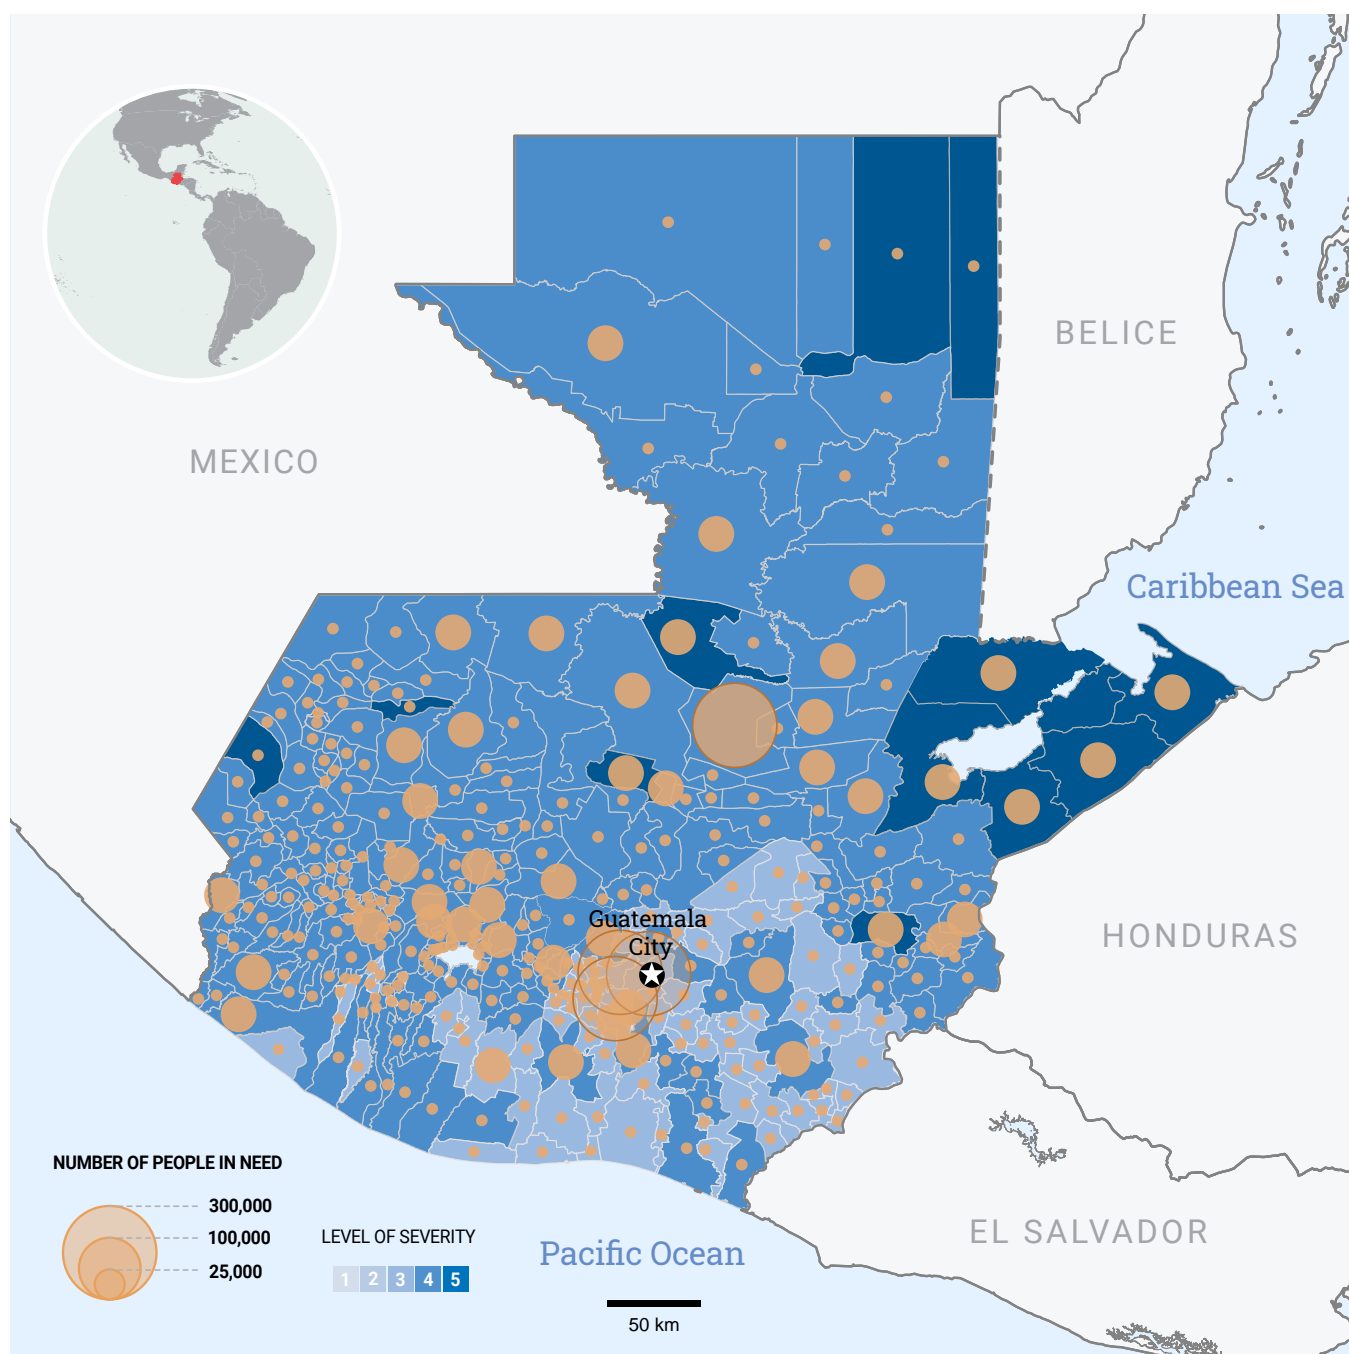 BELICE
MEXICO
Caribbean Sea
Guatemala
City
HONDURAS
NUMBER OF PEOPLE IN NEED
300,000
100,000
25,000
LEVEL OF SEVERITY
1 2 3 4 5
Pacific Ocean
EL SALVADOR
50 km